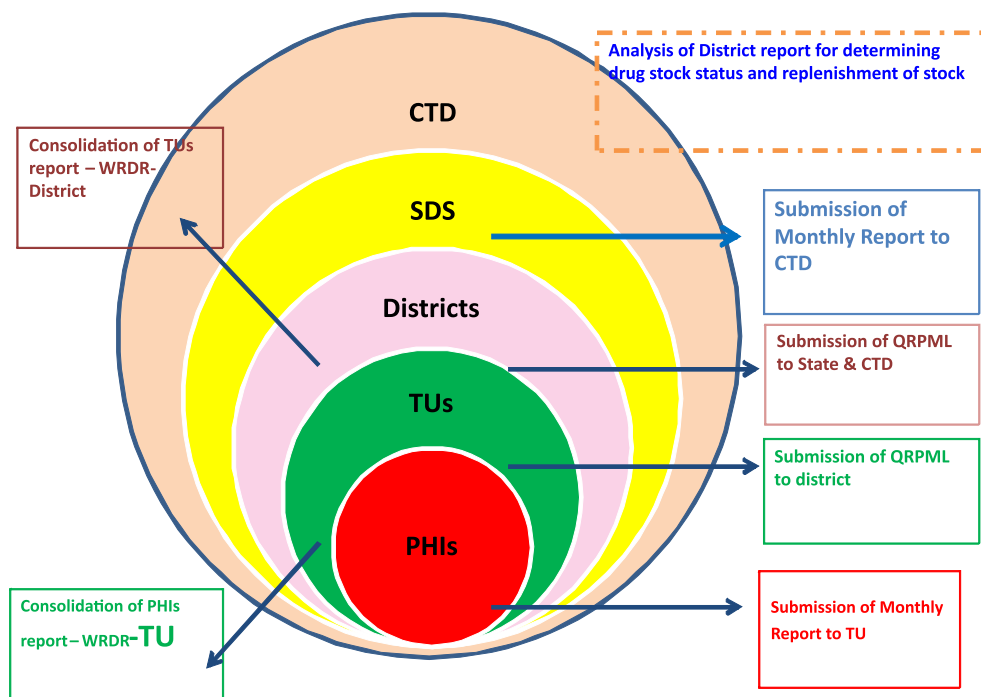 Analysis of District report for determining
drug stock status and replenishment of stock
CTD
Consolidation of TUs
report – WRDR-
District
SDS
Submission of
Monthly Report to
CTD
Districts
Submission of QRPML
to State & CTD
TUs
Submission of QRPML
to district
PHIs
Consolidation of PHIs
report – WRDR-TU
Submission of Monthly
Report to TU